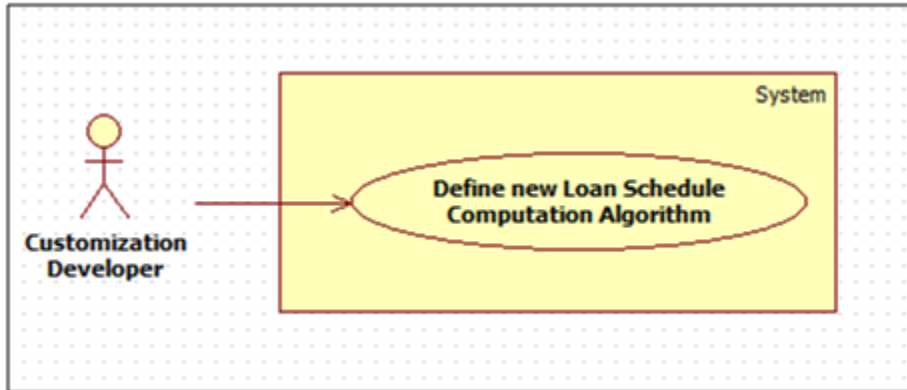 System
Define new Loan Schedule
Computation Algorithm
Customization
Developer